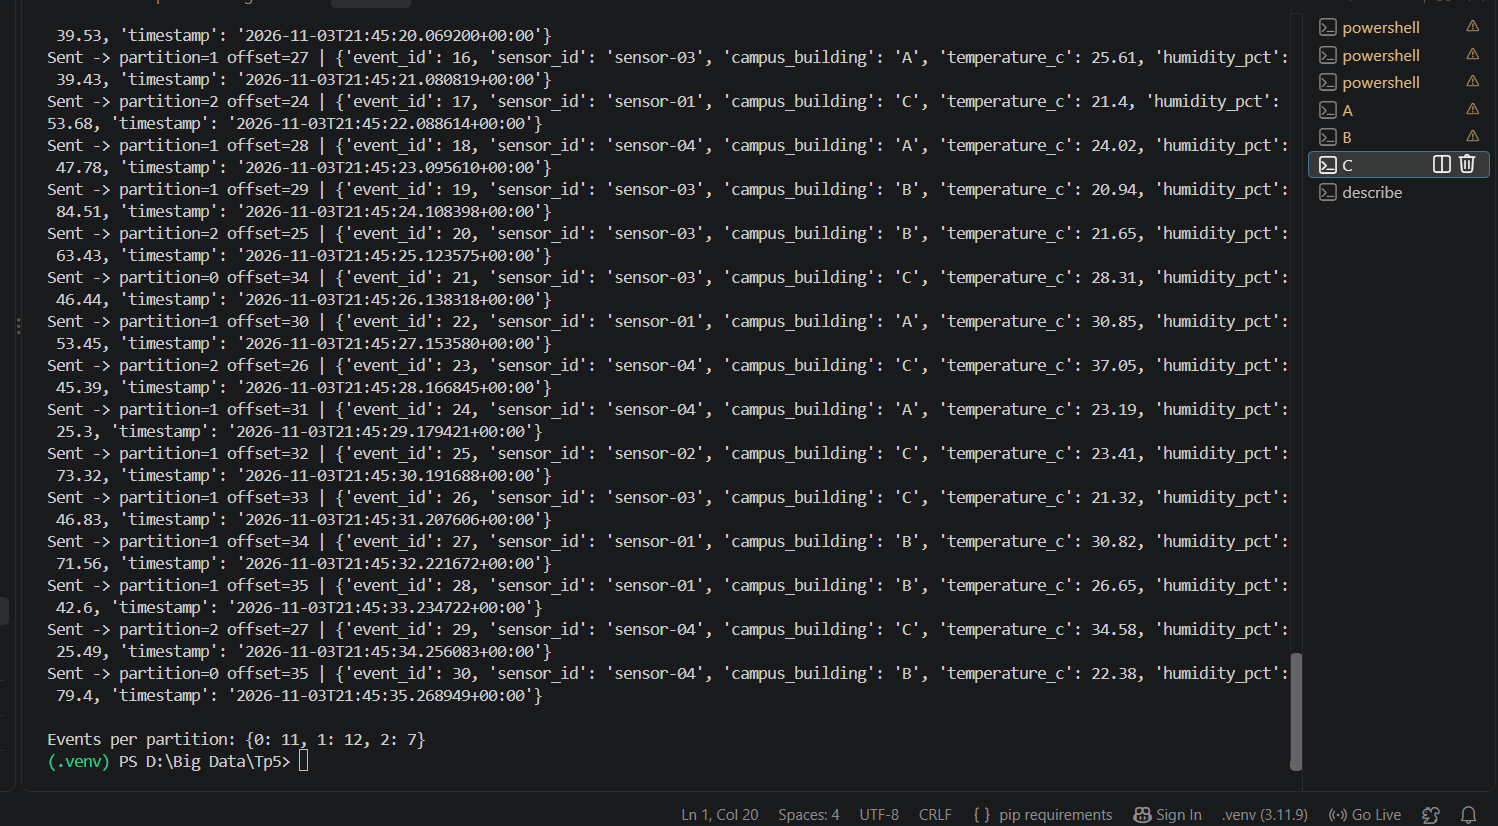 39.53, 'timestamp': '2026-11-03T21:45:20.069200+00:00'}
Sent -> partition=1 offset=27 | {'event_id': 16, 'sensor_id': 'sensor-03', 'campus_building': 'A', 'temperature_c': 25.61, 'humidity_pct':
39.43, 'timestamp': '2026-11-03T21:45:21.080819+00:00'}
Sent -> partition=2 offset=24 | {'event_id': 17, 'sensor_id': 'sensor-01', 'campus_building': 'C', 'temperature_c': 21.4, 'humidity_pct':
53.68, 'timestamp': '2026-11-03T21:45:22.088614+00:00'}
Sent -> partition=1 offset=28 | {'event_id': 18, 'sensor_id': 'sensor-04', 'campus_building': 'A', 'temperature_c': 24.02, 'humidity_pct':
47.78, 'timestamp': '2026-11-03T21:45:23.095610+00:00'}
Sent -> partition=1 offset=29 | {'event_id': 19, 'sensor_id': 'sensor-03', 'campus_building': 'B', 'temperature_c': 20.94, 'humidity_pct':
84.51, 'timestamp': '2026-11-03T21:45:24.108398+00:00'}
Sent -> partition=2 offset=25 | {'event_id': 20, 'sensor_id': 'sensor-03', 'campus_building': 'B', 'temperature_c': 21.65, 'humidity_pct':
63.43, 'timestamp': '2026-11-03T21:45:25.123575+00:00'}
Sent -> partition=0 offset=34 | {'event_id': 21, 'sensor_id': 'sensor-03', 'campus_building': 'C', 'temperature_c': 28.31, 'humidity_pct':
46.44, 'timestamp': '2026-11-03T21:45:26.138318+00:00'}
Sent -> partition=1 offset=30 | {'event_id': 22, 'sensor_id': 'sensor-01', 'campus_building': 'A', 'temperature_c': 30.85, 'humidity_pct':
53.45, 'timestamp': '2026-11-03T21:45:27.153580+00:00'}
Sent -> partition=2 offset=26 | {'event_id': 23, 'sensor_id': 'sensor-04', 'campus_building': 'C', 'temperature_c': 37.05, 'humidity_pct':
45.39, 'timestamp': '2026-11-03T21:45:28.166845+00:00'}
Sent -> partition=1 offset=31 | {'event_id': 24, 'sensor_id': 'sensor-04', 'campus_building': 'A', 'temperature_c': 23.19, 'humidity_pct':
25.3, 'timestamp': '2026-11-03T21:45:29.179421+00:00'}
Sent -> partition=1 offset=32 | {'event_id': 25, 'sensor_id': 'sensor-02', 'campus_building': 'C', 'temperature_c': 23.41, 'humidity_pct':
73.32, 'timestamp': '2026-11-03T21:45:30.191688+00:00'}
Sent -> partition=1 offset=33 | {'event_id': 26, 'sensor_id': 'sensor-03', 'campus_building': 'C', 'temperature_c': 21.32, 'humidity_pct':
46.83, 'timestamp': '2026-11-03T21:45:31.207606+00:00'}
Sent -> partition=1 offset=34 | {'event_id': 27, 'sensor_id': 'sensor-01', 'campus_building': 'B', 'temperature_c': 30.82, 'humidity_pct':
71.56, 'timestamp': '2026-11-03T21:45:32.221672+00:00'}
Sent -> partition=1 offset=35 | {'event_id': 28, 'sensor_id': 'sensor-01', 'campus_building': 'B', 'temperature_c': 26.65, 'humidity_pct':
42.6, 'timestamp': '2026-11-03T21:45:33.234722+00:00'}
Sent -> partition=2 offset=27 | {'event_id': 29, 'sensor_id': 'sensor-04', 'campus_building': 'C', 'temperature_c': 34.58, 'humidity_pct':
25.49, 'timestamp': '2026-11-03T21:45:34.256083+00:00'}
Sent -> partition=0 offset=35 | {'event_id': 30, 'sensor_id': 'sensor-04', 'campus_building': 'B', 'temperature_c': 22.38, 'humidity_pct':
79.4, 'timestamp': '2026-11-03T21:45:35.268949+00:00'}
Events per partition: {0: 11, 1: 12, 2: 7}
(.venv) PS D:\Big Data\Tp5>
powershell
powershell
powershell
A
B
C
describe
Ln 1, Col 20 Spaces: 4 UTF-8 CRLF { } pip requirements Sign In .venv (3.11.9) Go Live